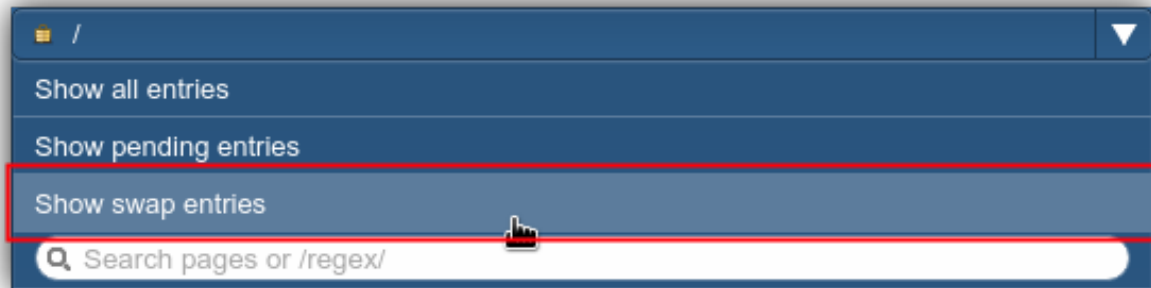 /
Show all entries
Show pending entries
Show swap entries
Search pages or /regex/